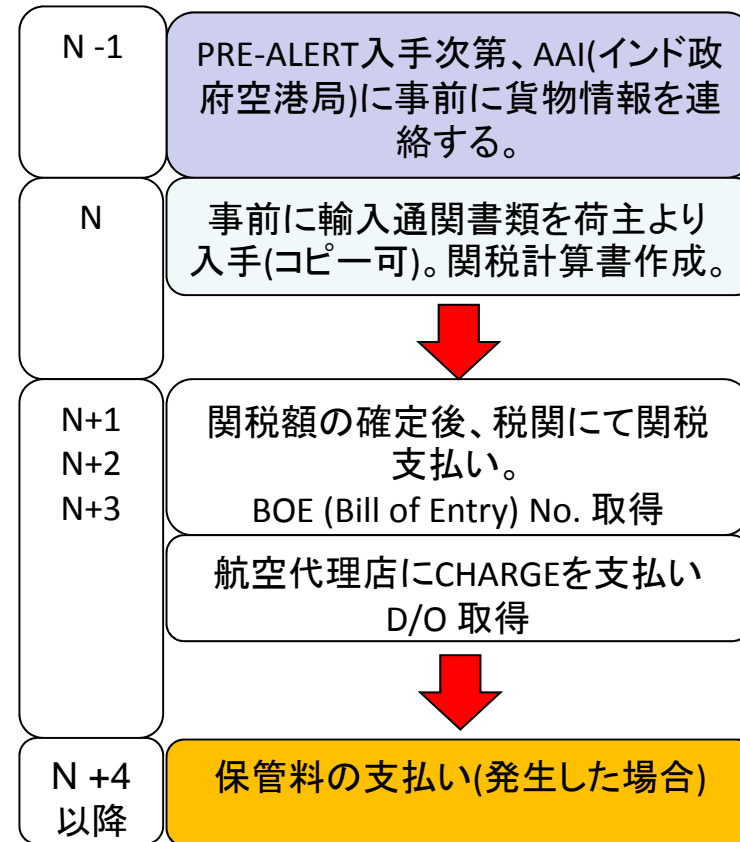 N -1
PRE-ALERT入手次第、AAI(インド政
府空港局)に事前に貨物情報を連
絡する。
N
事前に輸入通関書類を荷主より
入手(コピー可)。関税計算書作成。
N+1
N+2
N+3
関税額の確定後、税関にて関税
支払い。
BOE (Bill of Entry) No. 取得
航空代理店にCHARGEを支払い
D/O 取得
N +4
以降
保管料の支払い(発生した場合)